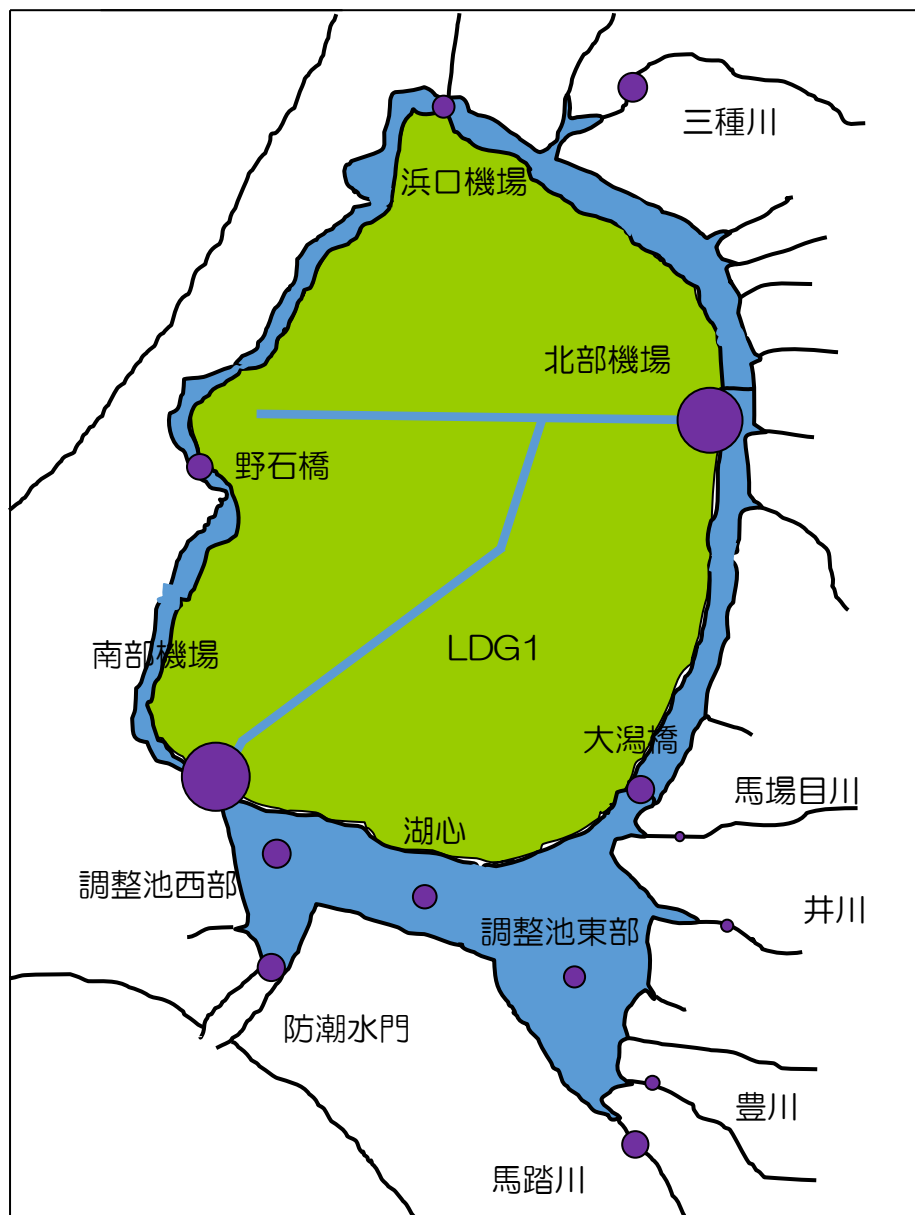 三種川
浜口機場
北部機場
野石橋
南部機場
LDG1
大潟橋
馬場目川
湖心
調整池西部
井川
調整池東部
防潮水門
豊川
馬踏川